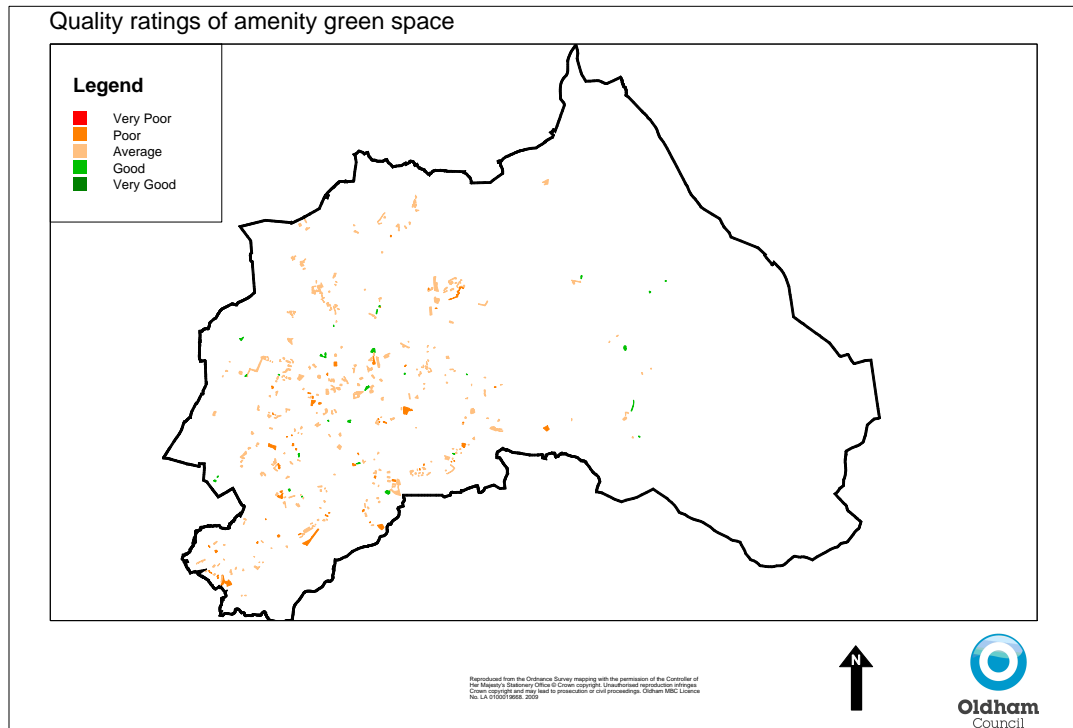 Quality ratings of amenity green space
Legend
Very Poor
Poor
Average
Good
Very Good
Reproduced from the Ordnance Survey mapping with the permission of the Controller of
Her Majesty's Stationery Office © Crown copyright. Unauthorised reproduction infringes
Crown copyright and may lead to prosecution or civil proceedings. Oldham MBC Licence
No. LA 0100019668. 2009
N
Oldham
Council